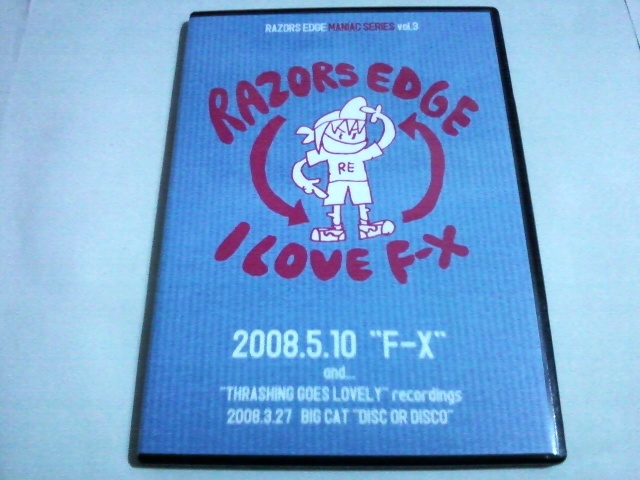 RAZORS EDGE MANIAC SERIES vol.3
RAZORS EDGE
RE
I LOVE F-X
2008.5.10 "F-X"
and...
"THRASHING GOES LOVELY" recordings
2008.3.27 BIG CAT "DISC OR DISCO"